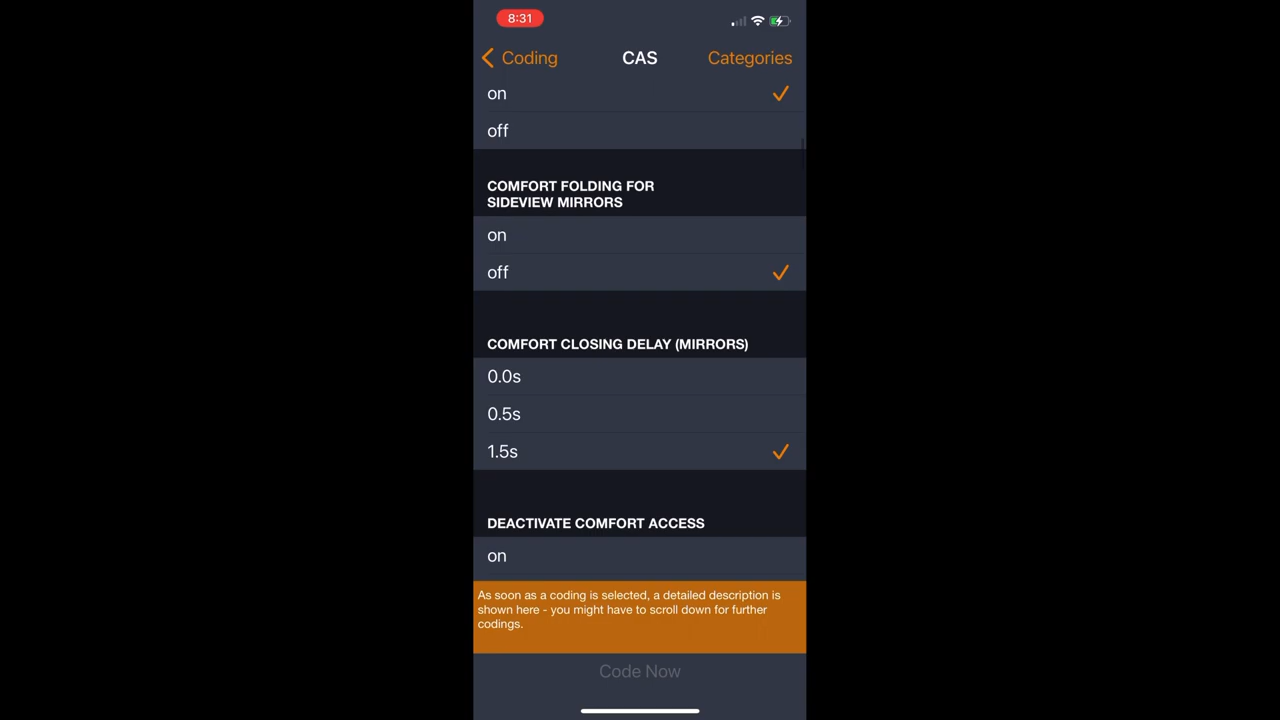 8:31
Coding
CAS
Categories
on
off
COMFORT FOLDING FOR
SIDEVIEW MIRRORS
on
off
COMFORT CLOSING DELAY (MIRRORS)
0.0s
0.5s
1.5s
DEACTIVATE COMFORT ACCESS
on
As soon as a coding is selected, a detailed description is
shown here - you might have to scroll down for further
codings.
Code Now